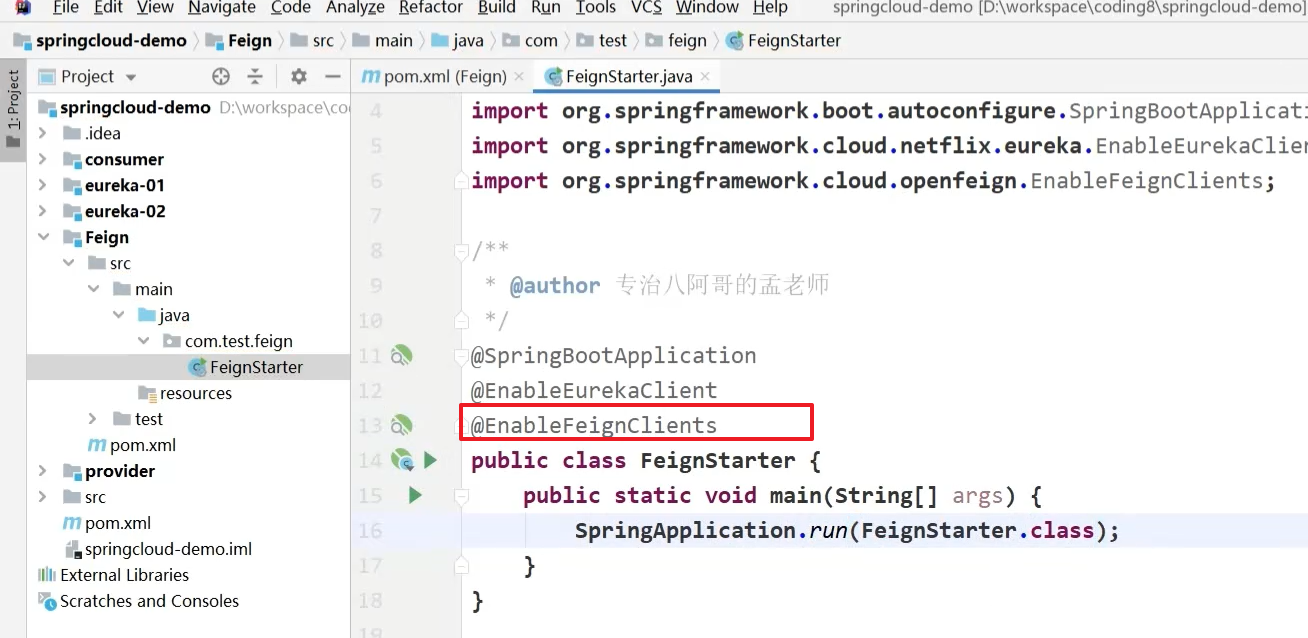 File Edit View Navigate Code Analyze Refactor Build Run Tools VCS Window Help springcloud-demo [D:\workspace\coding8\springcloud-demo]
springcloud-demo Feign src main java com test feign FeignStarter
1: Project
Project
pom.xml (Feign)
FeignStarter.java
springcloud-demo D:\workspace\co
.idea
consumer
eureka-01
eureka-02
Feign
src
main
java
com.test.feign
FeignStarter
resources
test
pom.xml
provider
src
pom.xml
springcloud-demo.iml
External Libraries
Scratches and Consoles
4 import org.springframework.boot.autoconfigure.SpringBootApplicati
5 import org.springframework.cloud.netflix.eureka.EnableEurekaClien
6 import org.springframework.cloud.openfeign.EnableFeignClients;
7
8 /**
9 * @author 专治八阿哥的孟老师
10 */
11 @SpringBootApplication
12 @EnableEurekaClient
13 @EnableFeignClients
14 public class FeignStarter {
15 public static void main(String[] args) {
16 SpringApplication.run(FeignStarter.class);
17 }
18 }
19